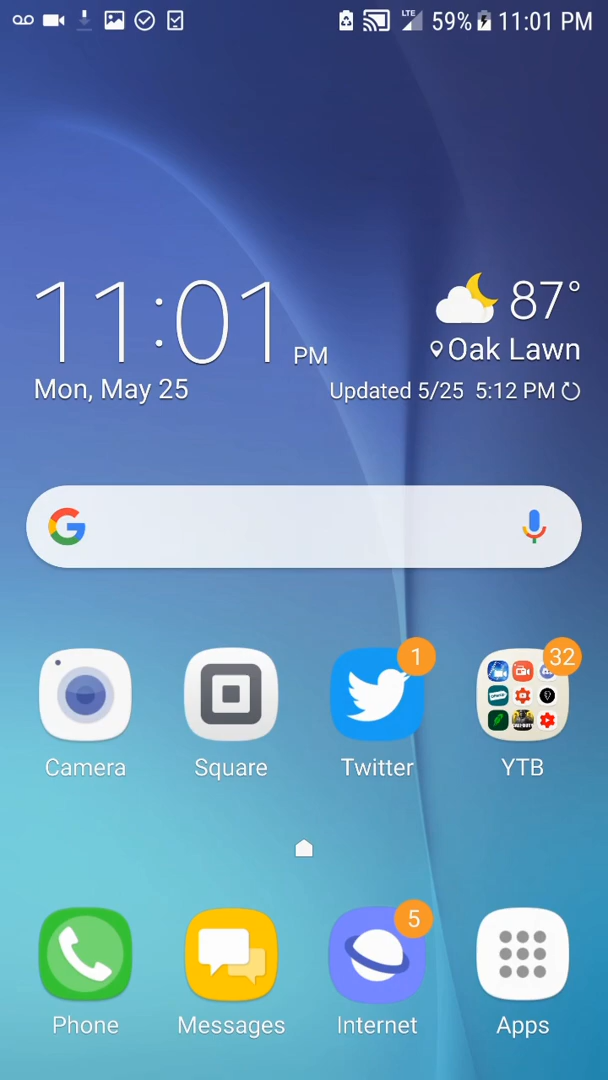 LTE 59% 11:01 PM
11:01 PM
87°
Oak Lawn
Mon, May 25
Updated 5/25 5:12 PM
G
1
32
Camera
Square
Twitter
YTB
5
Phone
Messages
Internet
Apps